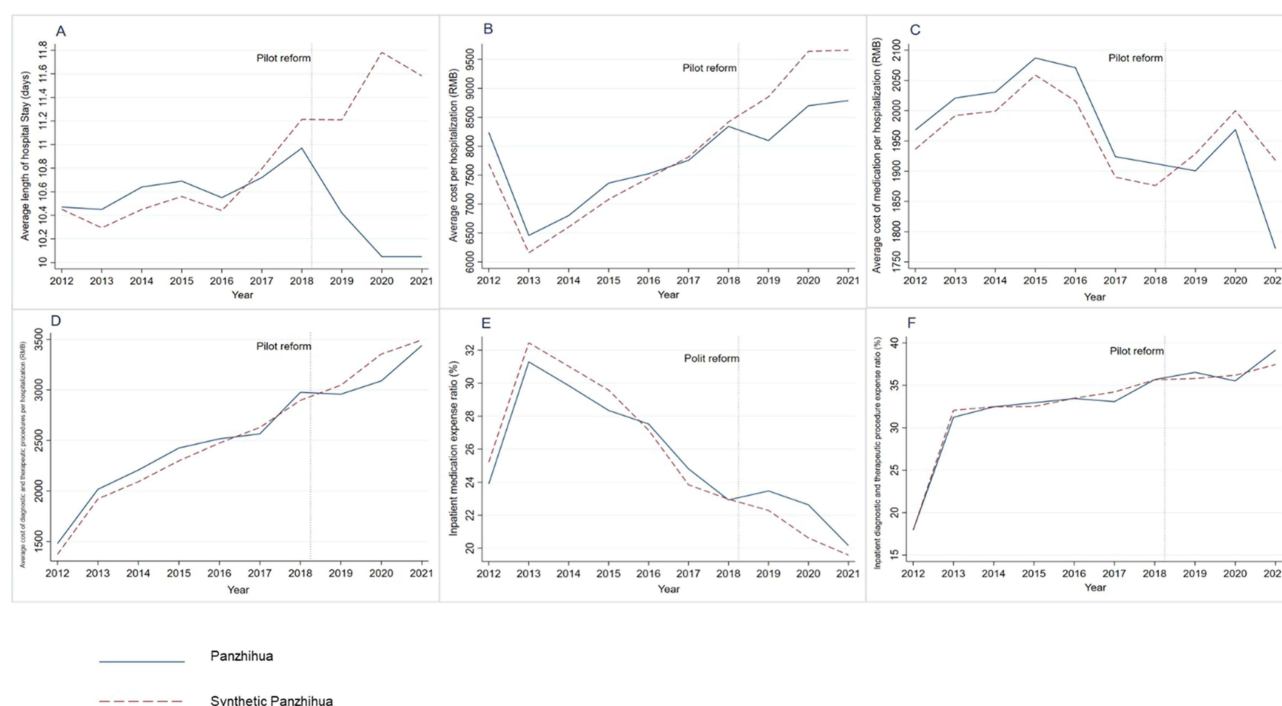 A
Average length of hospital Stay (days)
11.8
11.6
11.4
11.2
11
10.8
10.6
10.4
10.2
10
Pilot reform
2012 2013 2014 2015 2016 2017 2018 2019 2020 2021
Year
B
Average cost per hospitalization (RMB)
9500
9000
8500
8000
7500
7000
6500
6000
Pilot reform
2012 2013 2014 2015 2016 2017 2018 2019 2020 2021
Year
C
Average cost of medication per hospitalization (RMB)
2100
2050
2000
1950
1900
1850
1800
1750
Pilot reform
2012 2013 2014 2015 2016 2017 2018 2019 2020 202
Year
D
Average cost of diagnostic and therapeutic procedures per hospitalization (RMB)
3500
3000
2500
2000
1500
Pilot reform
2012 2013 2014 2015 2016 2017 2018 2019 2020 2021
Year
E
Inpatient medication expense ratio (%)
32
30
28
26
24
22
20
Polit reform
2012 2013 2014 2015 2016 2017 2018 2019 2020 2021
Year
F
Inpatient diagnostic and therapeutic procedure expense ratio (%)
40
35
30
25
20
15
Pilot reform
2012 2013 2014 2015 2016 2017 2018 2019 2020 202
Year
Panzhihua
Synthetic Panzhihua